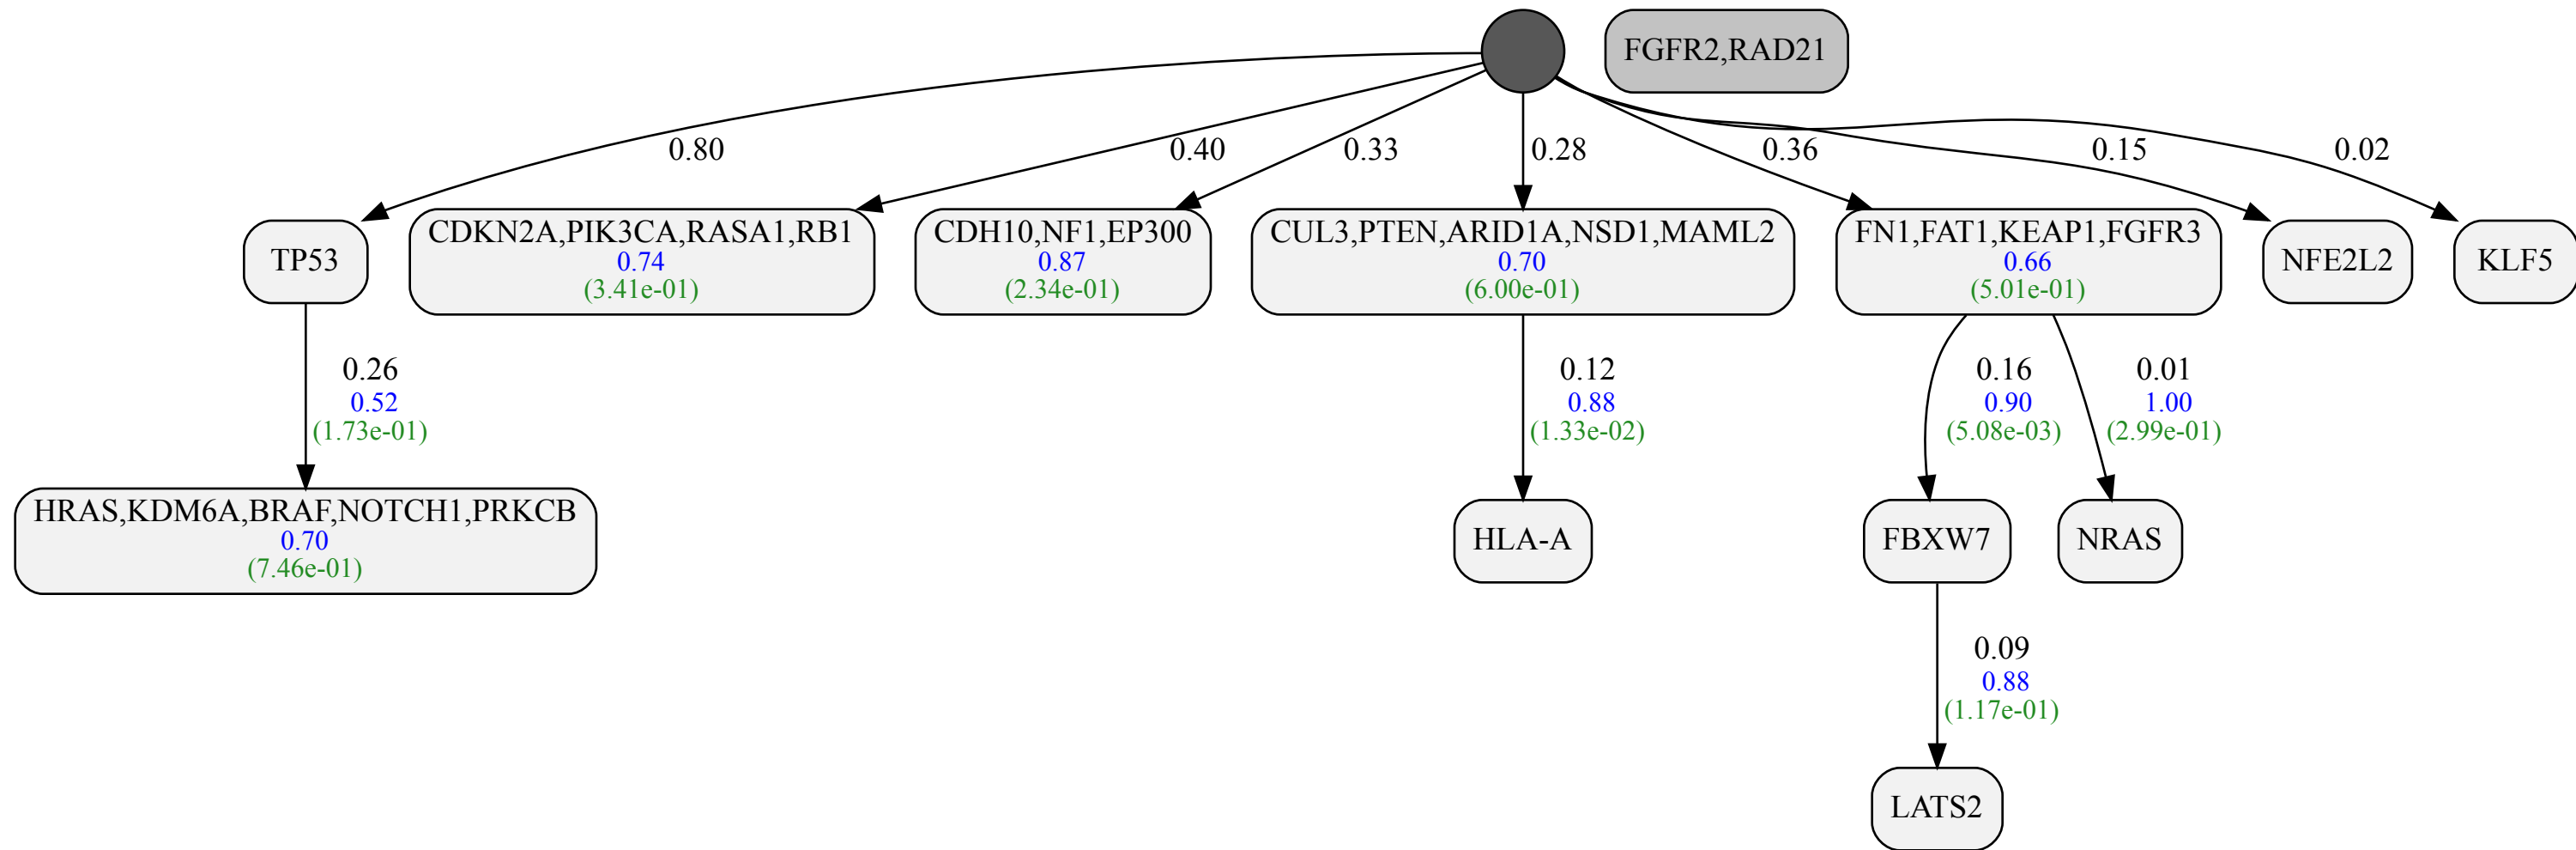 FGFR2,RAD21
0.80
0.40
0.33
0.28
0.36
0.15
0.02
TP53
CDKN2A,PIK3CA,RASA1,RB1
0.74
(3.41e-01)
CDH10,NF1,EP300
0.87
(2.34e-01)
CUL3,PTEN,ARID1A,NSD1,MAML2
0.70
(6.00e-01)
FN1,FAT1,KEAP1,FGFR3
0.66
(5.01e-01)
NFE2L2
KLF5
0.26
0.52
(1.73e-01)
0.12
0.88
(1.33e-02)
0.16
0.90
(5.08e-03)
0.01
1.00
(2.99e-01)
HRAS,KDM6A,BRAF,NOTCH1,PRKCB
0.70
(7.46e-01)
HLA-A
FBXW7
NRAS
0.09
0.88
(1.17e-01)
LATS2